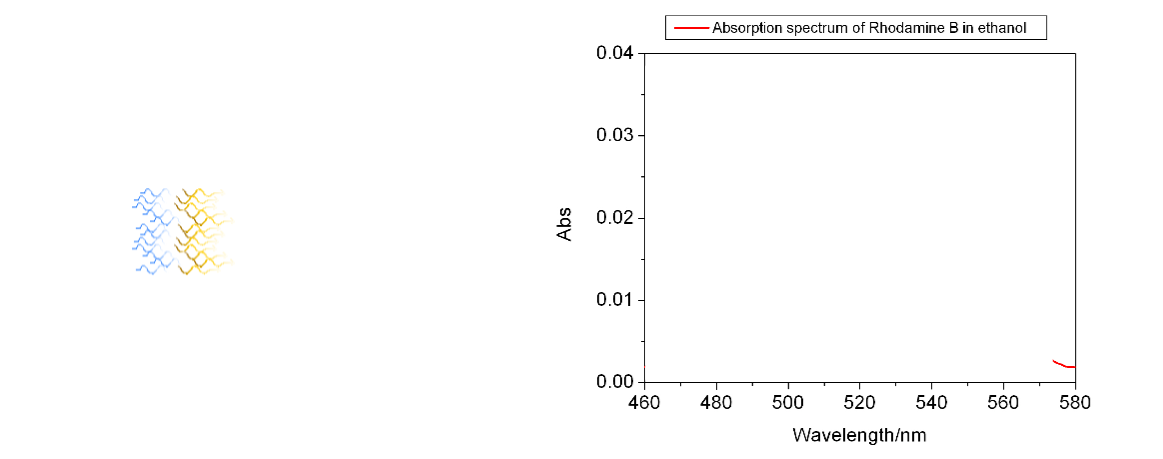 Absorption spectrum of Rhodamine B in ethanol
0.04
0.03
0.02
0.01
0.00
Abs
460 480 500 520 540 560 580
Wavelength/nm